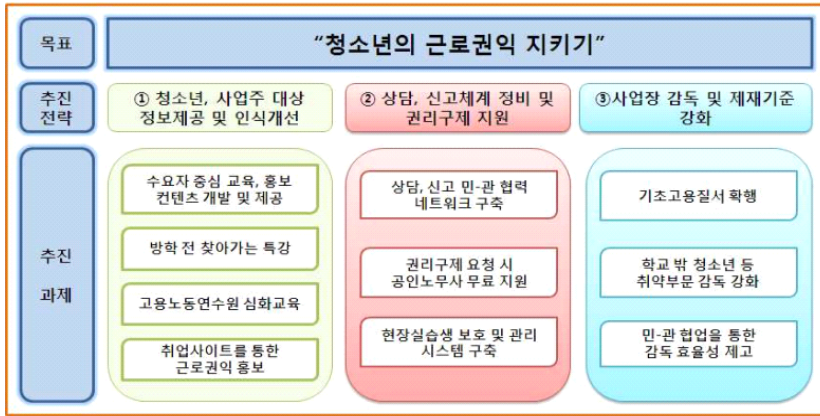 목표
“청소년의 근로권익 지키기”
추진
전략
① 청소년, 사업주 대상
정보제공 및 인식개선
② 상담, 신고체계 정비 및
권리구제 지원
③사업장 감독 및 제재기준
강화
추진
과제
수요자 중심 교육, 홍보
컨텐츠 개발 및 제공
방학 전 찾아가는 특강
고용노동연수원 심화교육
취업사이트를 통한
근로권익 홍보
상담, 신고 민-관 협력
네트워크 구축
권리구제 요청 시
공인노무사 무료 지원
현장실습생 보호 및 관리
시스템 구축
기초고용질서 확행
학교 밖 청소년 등
취약부문 감독 강화
민-관 협업을 통한
감독 효율성 제고